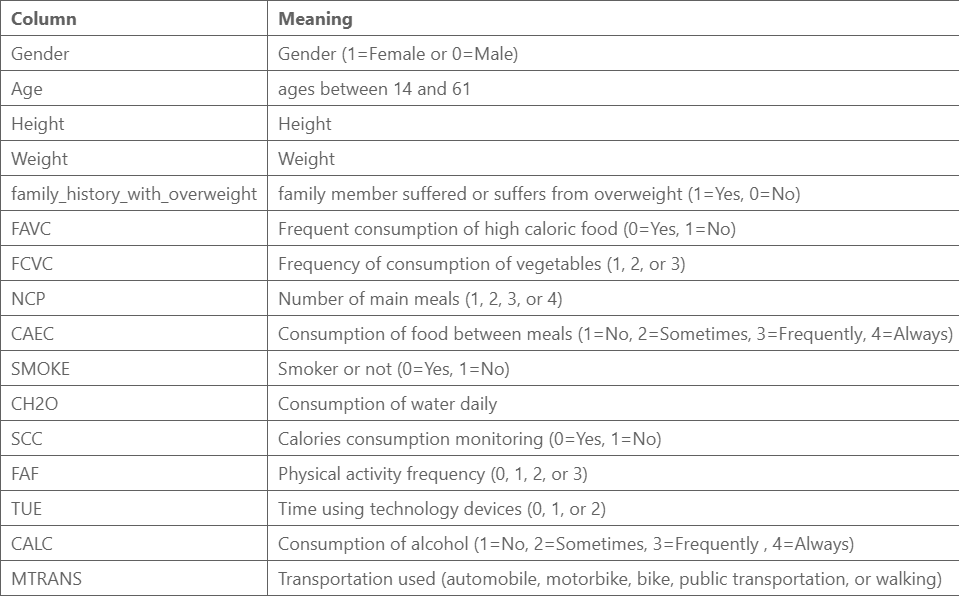 Column Meaning
Gender Gender (1=Female or 0=Male)
Age ages between 14 and 61
Height Height
Weight Weight
family_history_with_overweight family member suffered or suffers from overweight (1=Yes, 0=No)
FAVC Frequent consumption of high caloric food (0=Yes, 1=No)
FCVC Frequency of consumption of vegetables (1, 2, or 3)
NCP Number of main meals (1, 2, 3, or 4)
CAEC Consumption of food between meals (1=No, 2=Sometimes, 3=Frequently, 4=Always)
SMOKE Smoker or not (0=Yes, 1=No)
CH2O Consumption of water daily
SCC Calories consumption monitoring (0=Yes, 1=No)
FAF Physical activity frequency (0, 1, 2, or 3)
TUE Time using technology devices (0, 1, or 2)
CALC Consumption of alcohol (1=No, 2=Sometimes, 3=Frequently , 4=Always)
MTRANS Transportation used (automobile, motorbike, bike, public transportation, or walking)